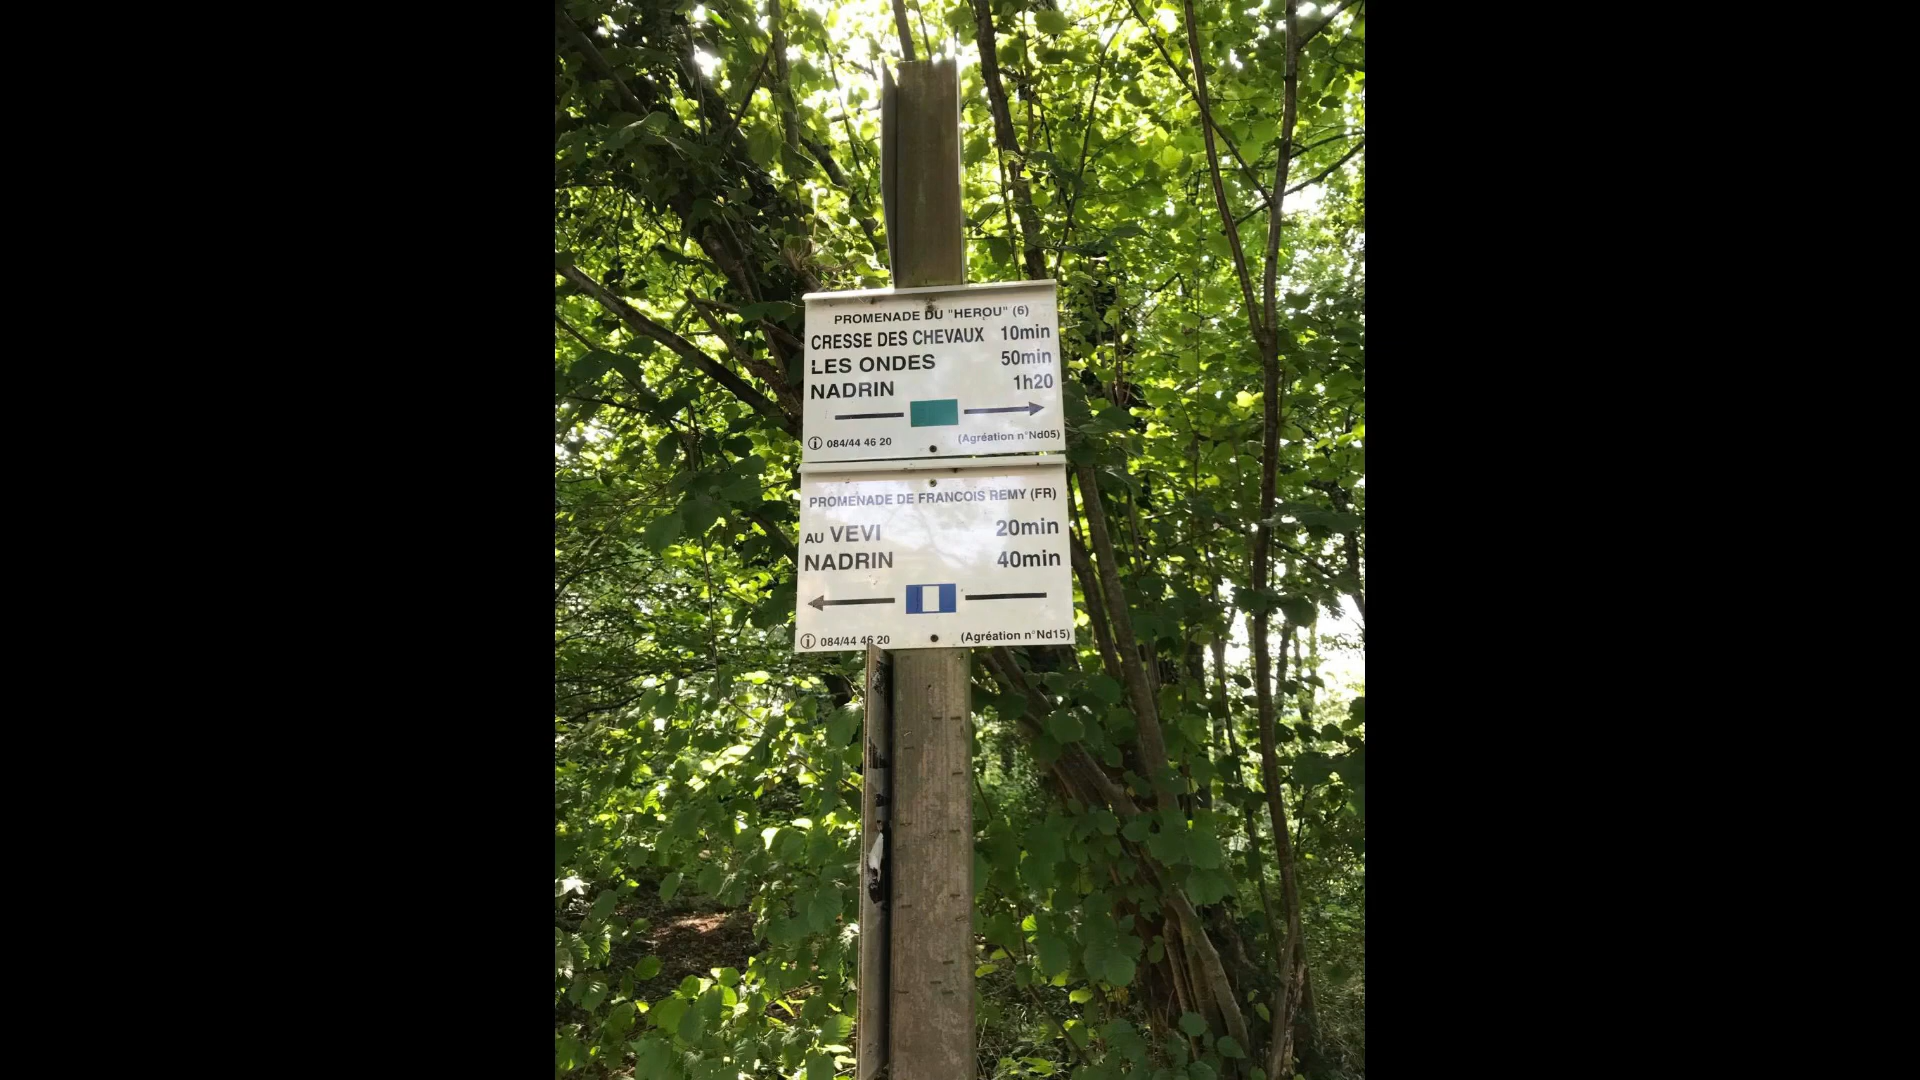 PROMENADE DU "HEROU" (6)
CRESSE DES CHEVAUX 10min
LES ONDES 50min
NADRIN 1h20
i 084/44 46 20 (Agréation n°Nd05)
PROMENADE DE FRANCOIS REMY (FR)
AU VEVI 20min
NADRIN 40min
i 084/44 46 20 (Agréation n°Nd15)